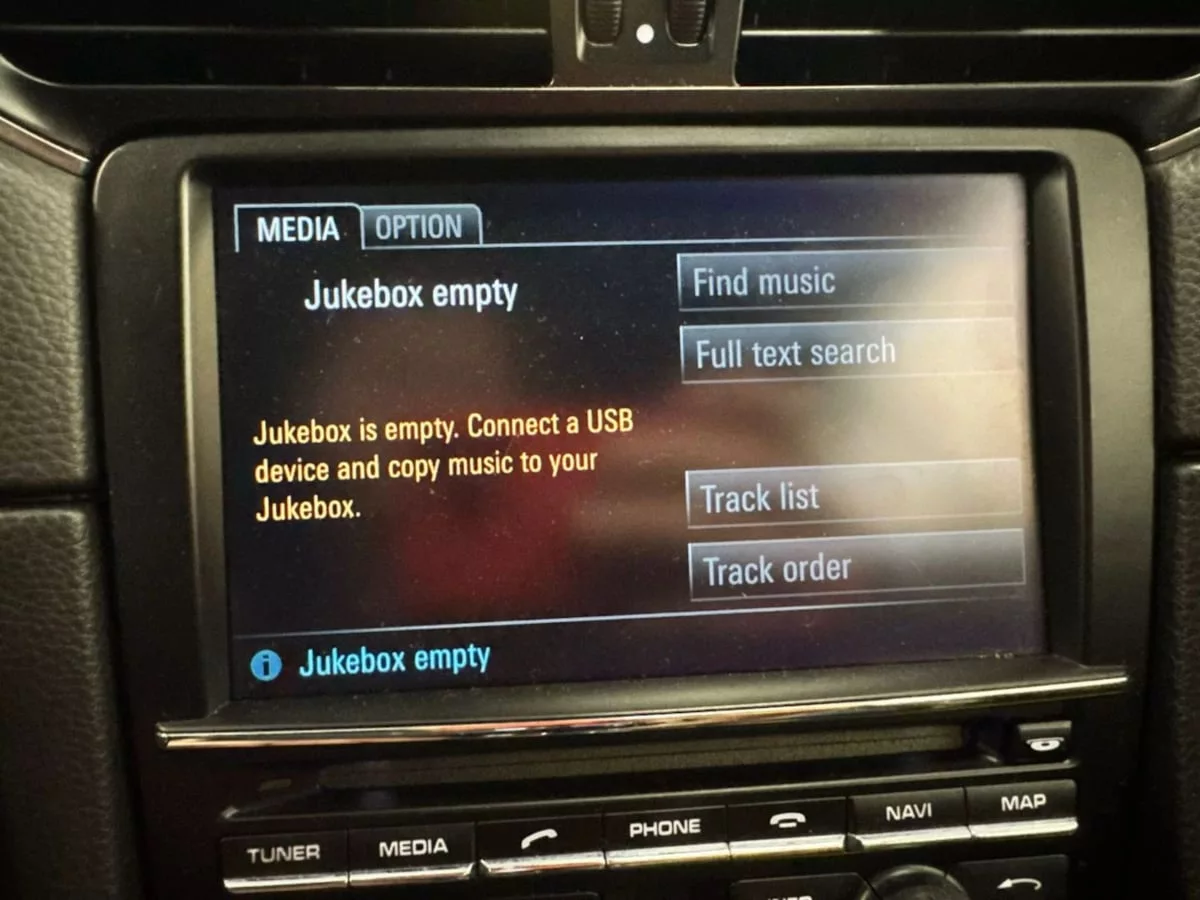 MEDIA OPTION
Jukebox empty
Find music
Full text search
Jukebox is empty. Connect a USB
device and copy music to your
Jukebox.
Track list
Track order
Jukebox empty
TUNER MEDIA PHONE NAVI MAP